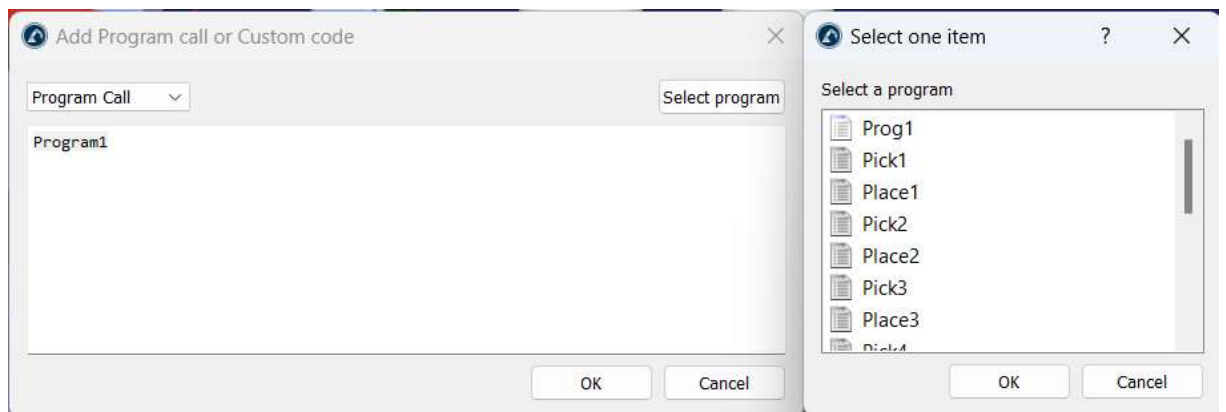 Add Program call or Custom code
Program Call
Select program
Program1
OK
Cancel
Select one item
?
Select a program
Prog1
Pick1
Place1
Pick2
Place2
Pick3
Place3
Pick4
OK
Cancel